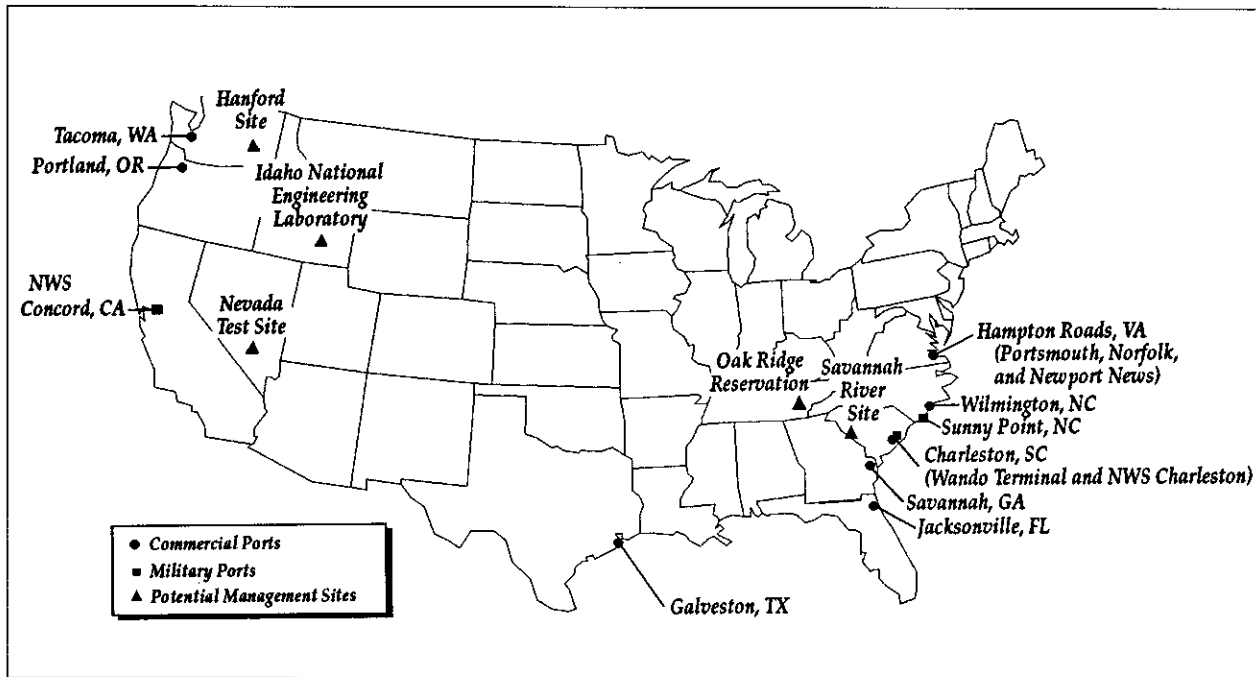 Hanford
Site
Tacoma, WA
Portland, OR
Idaho National
Engineering
Laboratory
NWS
Concord, CA
Nevada
Test Site
Oak Ridge
Reservation
Savannah
River
Site
Hampton Roads, VA
(Portsmouth, Norfolk,
and Newport News)
Wilmington, NC
Sunny Point, NC
Charleston, SC
(Wando Terminal and NWS Charleston)
Savannah, GA
Jacksonville, FL
Galveston, TX
Commercial Ports
Military Ports
Potential Management Sites